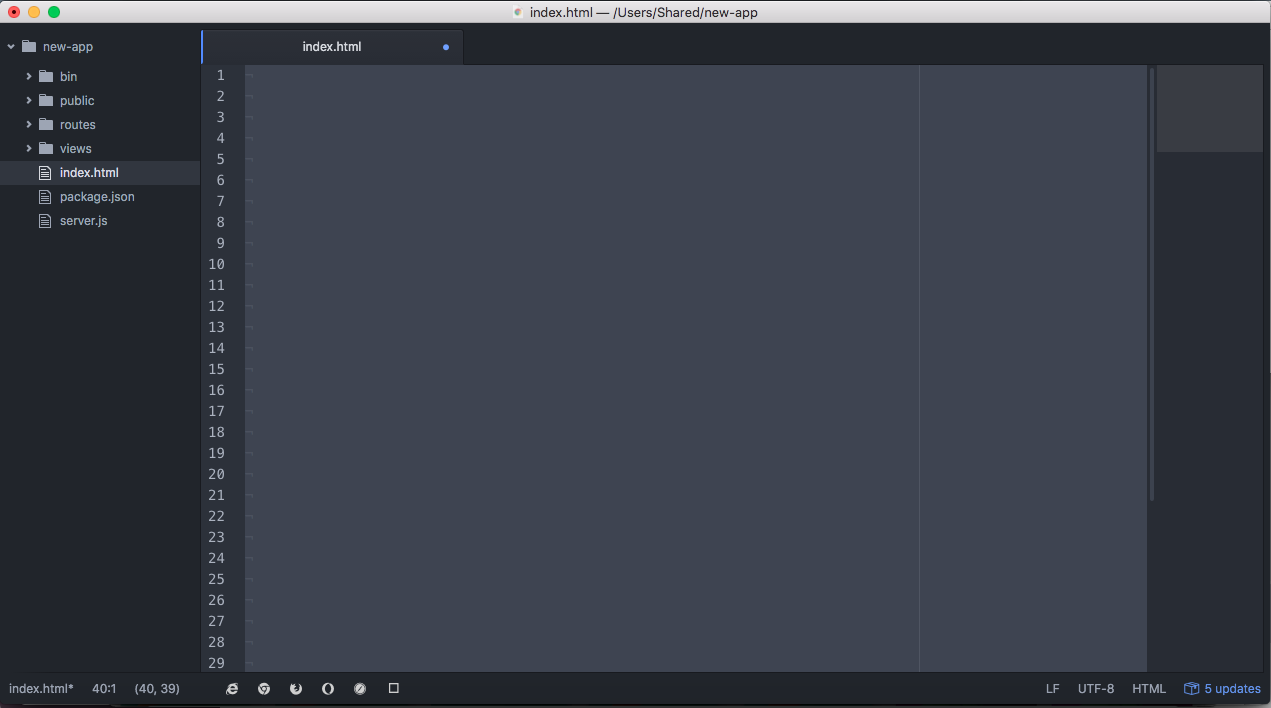 index.html — /Users/Shared/new-app
new-app
bin
public
routes
views
index.html
package.json
server.js
index.html
1
2
3
4
5
6
7
8
9
10
11
12
13
14
15
16
17
18
19
20
21
22
23
24
25
26
27
28
29
index.html* 40:1 (40, 39) LF UTF-8 HTML 5 updates